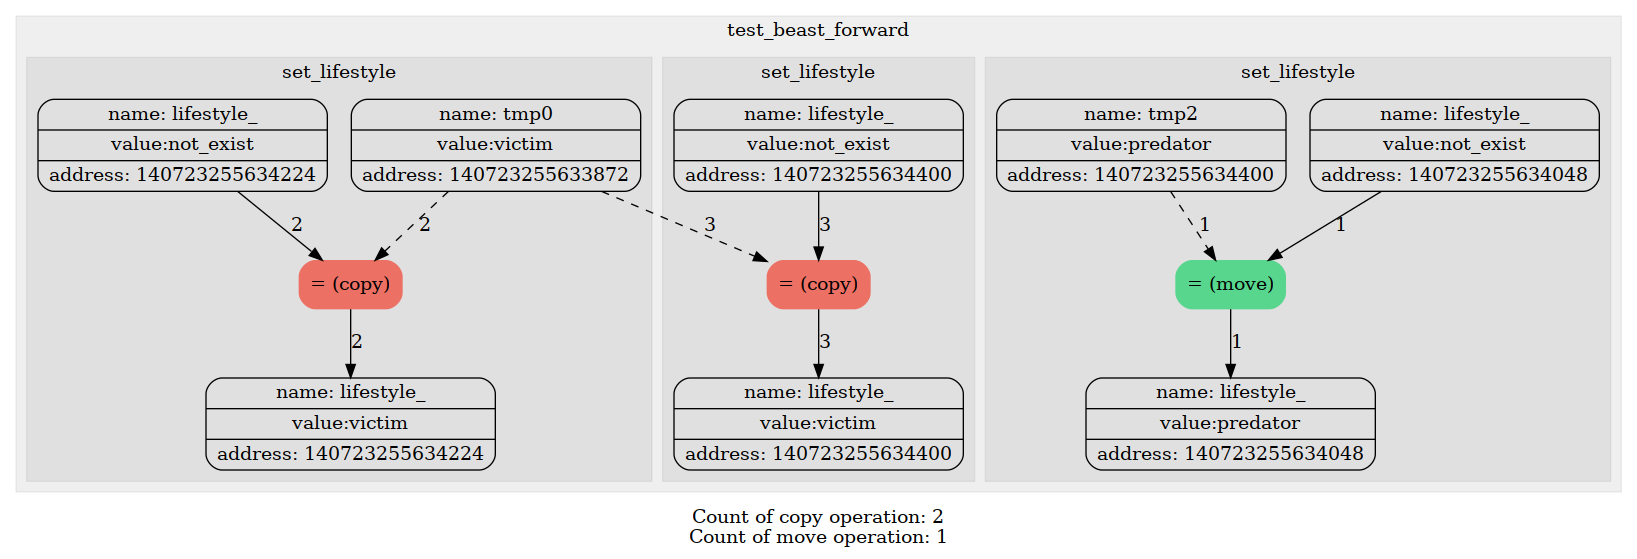 test_beast_forward
set_lifestyle
name: lifestyle_
value:not_exist
address: 140723255634224
name: tmp0
value:victim
address: 140723255633872
2
2
= (copy)
2
name: lifestyle_
value:victim
address: 140723255634224
set_lifestyle
name: lifestyle_
value:not_exist
address: 140723255634400
3
3
= (copy)
3
name: lifestyle_
value:victim
address: 140723255634400
set_lifestyle
name: tmp2
value:predator
address: 140723255634400
name: lifestyle_
value:not_exist
address: 140723255634048
1
1
= (move)
1
name: lifestyle_
value:predator
address: 140723255634048
Count of copy operation: 2
Count of move operation: 1